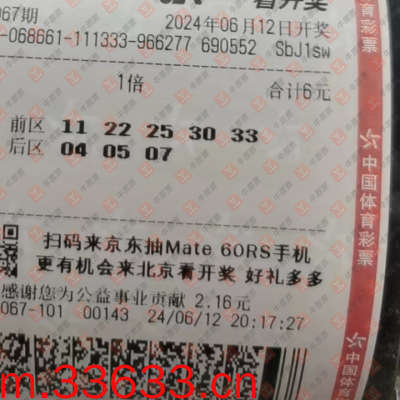 067期
看开奖
2024年06月12日开奖
-068661-111333-966277 690552 SbJ1sw
1倍
合计6元
前区 11 22 25 30 33
后区 04 05 07
中国体育彩票
中国体育彩票
扫码来京东抽Mate 60RS手机
更有机会来北京看开奖 好礼多多
感谢您为公益事业贡献 2.16元
067-101 00143 24/06/12 20:17:27
m.33633.cn